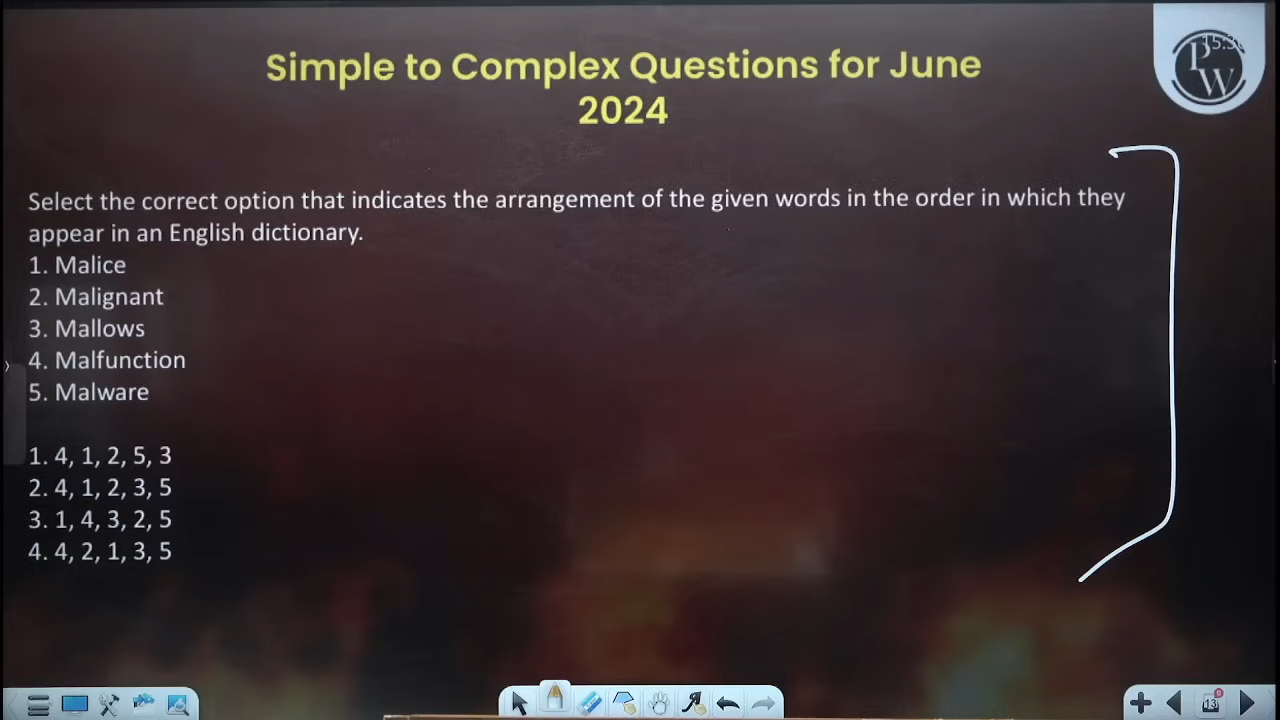 Simple to Complex Questions for June
2024
PW
Select the correct option that indicates the arrangement of the given words in the order in which they
appear in an English dictionary.
1. Malice
2. Malignant
3. Mallows
4. Malfunction
5. Malware
1. 4, 1, 2, 5, 3
2. 4, 1, 2, 3, 5
3. 1, 4, 3, 2, 5
4. 4, 2, 1, 3, 5
13